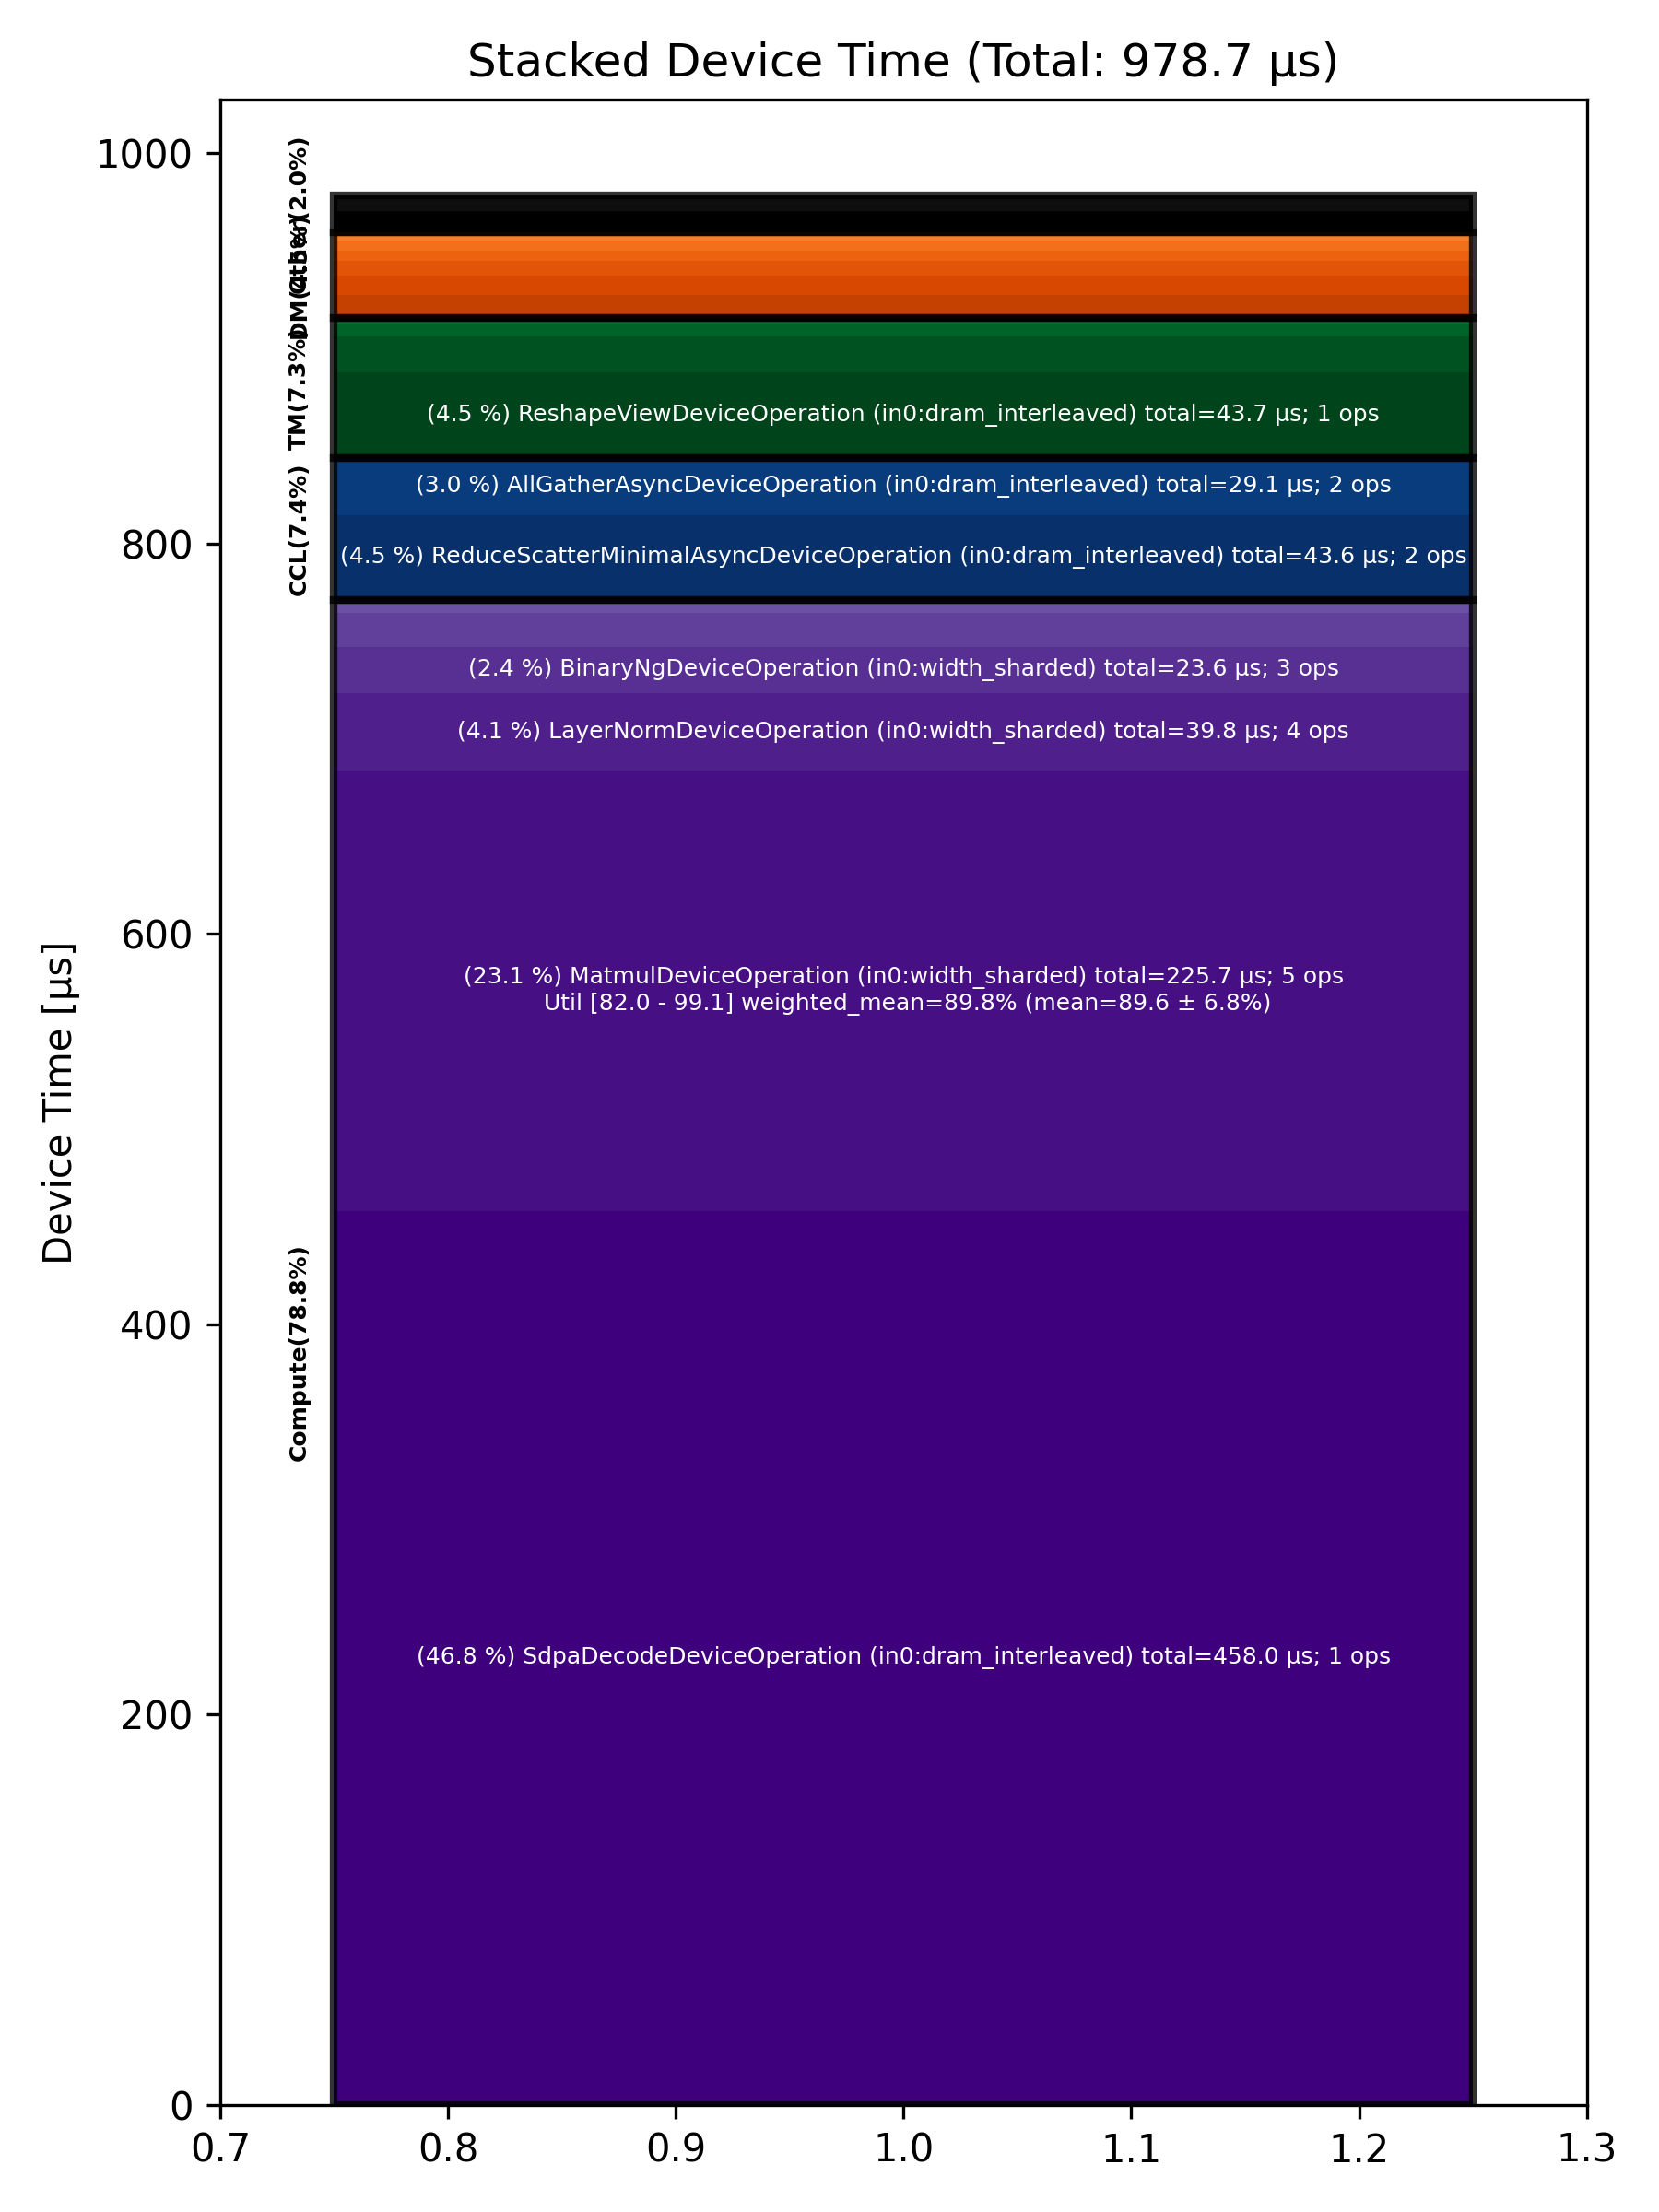 Stacked Device Time (Total: 978.7 µs)
Device Time [µs]
1000
800
600
400
200
0
0.7
0.8
0.9
1.0
1.1
1.2
1.3
Other(2.0%)
TM(7.3%)
CCL(7.4%)
Compute(78.8%)
(4.5 %) ReshapeViewDeviceOperation (in0:dram_interleaved) total=43.7 µs; 1 ops
(3.0 %) AllGatherAsyncDeviceOperation (in0:dram_interleaved) total=29.1 µs; 2 ops
(4.5 %) ReduceScatterMinimalAsyncDeviceOperation (in0:dram_interleaved) total=43.6 µs; 2 ops
(2.4 %) BinaryNgDeviceOperation (in0:width_sharded) total=23.6 µs; 3 ops
(4.1 %) LayerNormDeviceOperation (in0:width_sharded) total=39.8 µs; 4 ops
(23.1 %) MatmulDeviceOperation (in0:width_sharded) total=225.7 µs; 5 ops
Util [82.0 - 99.1] weighted_mean=89.8% (mean=89.6 ± 6.8%)
(46.8 %) SdpaDecodeDeviceOperation (in0:dram_interleaved) total=458.0 µs; 1 ops